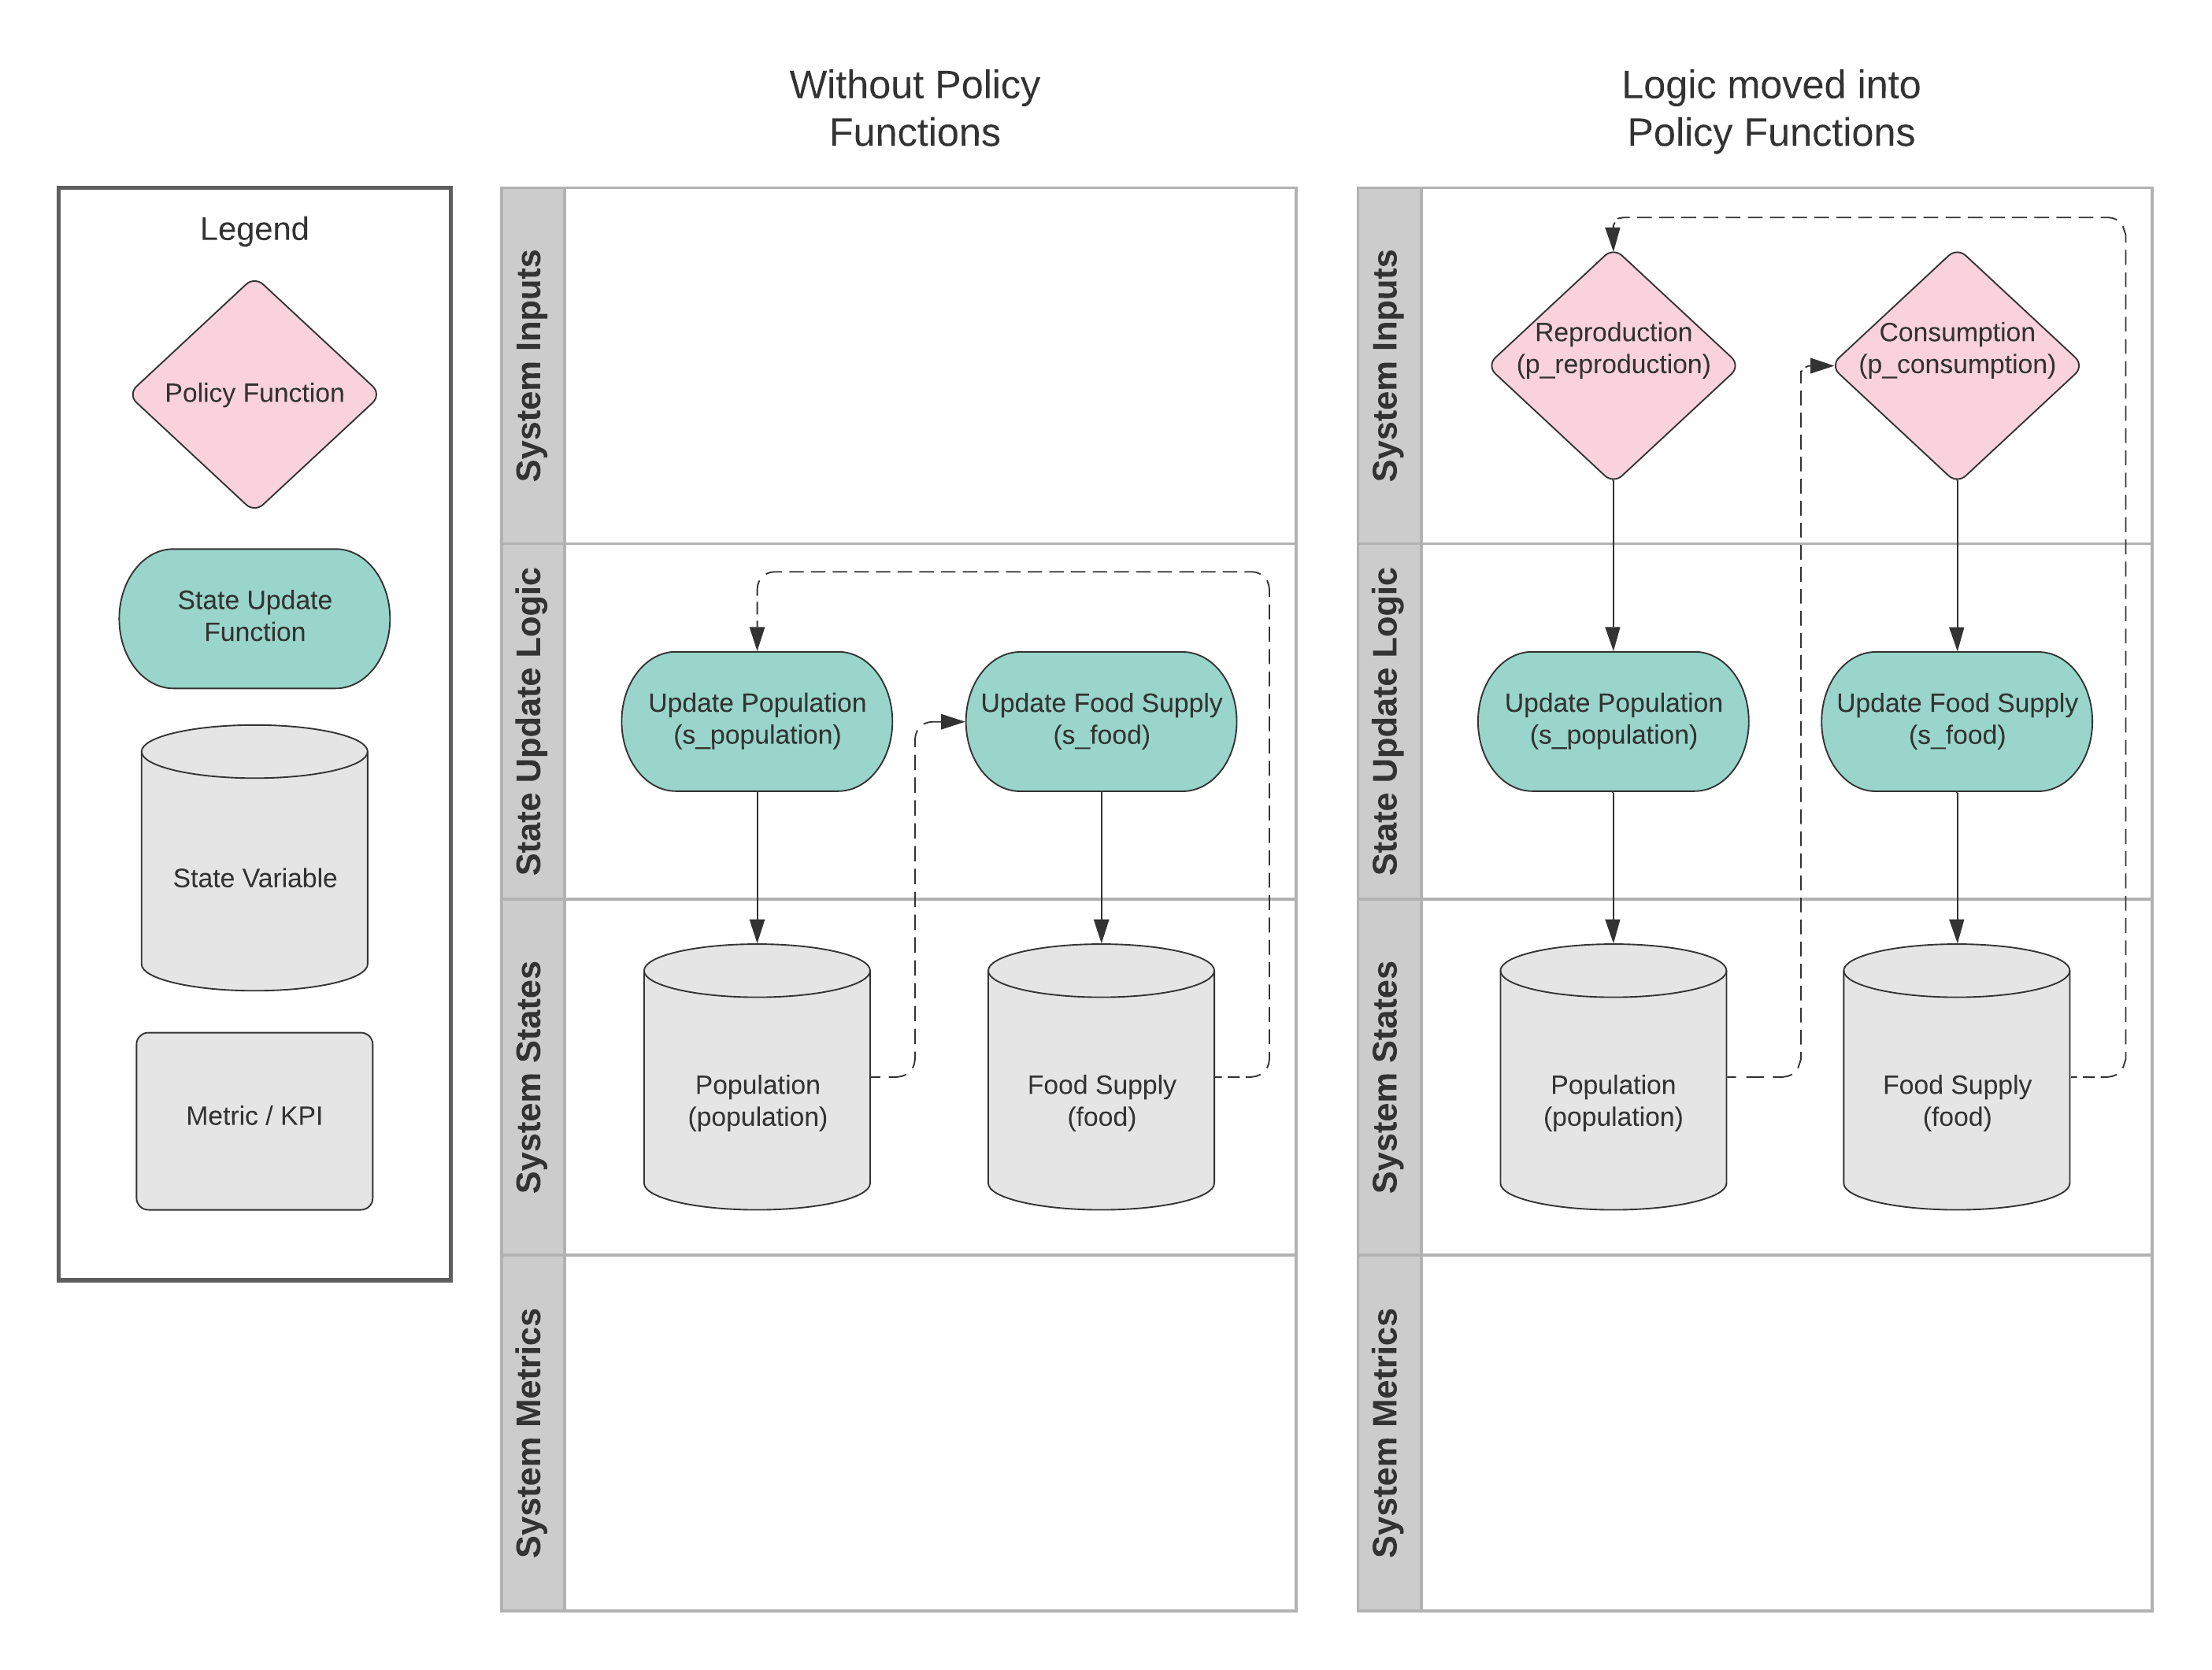 Without Policy
Functions
Logic moved into
Policy Functions
Legend
Policy Function
State Update
Function
State Variable
Metric / KPI
System Inputs
State Update Logic
Update Population
(s_population)
Update Food Supply
(s_food)
System States
Population
(population)
Food Supply
(food)
System Metrics
System Inputs
Reproduction
(p_reproduction)
Consumption
(p_consumption)
State Update Logic
Update Population
(s_population)
Update Food Supply
(s_food)
System States
Population
(population)
Food Supply
(food)
System Metrics